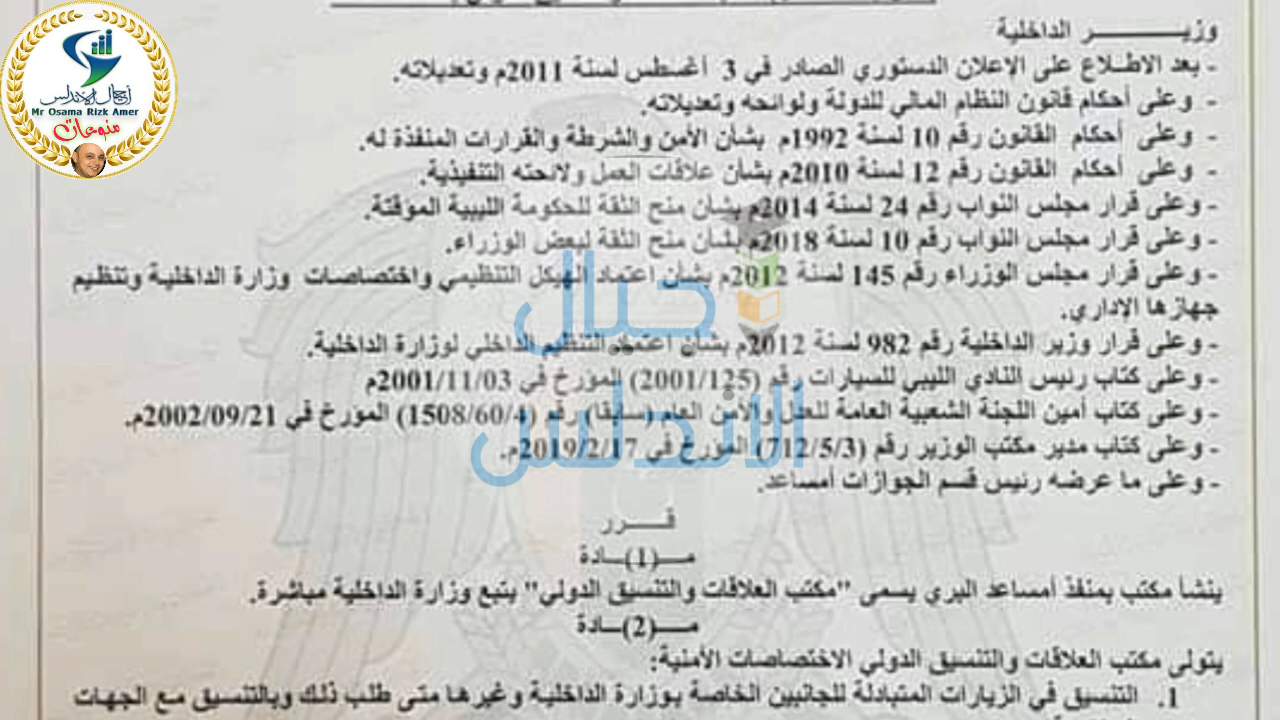 أجيال الاندلس
Mr Osama Rizk Amer
منوعات
وزيــــــــر الداخلية
- بعد الاطـلاع على الإعلان الدستوري الصادر في 3 أغسطس لسنة 2011م وتعديلاته.
- وعلى أحكام قانون النظام المالي للدولة ولوائحه وتعديلاته.
- وعلى أحكام القانون رقم 10 لسنة 1992م بشأن الأمن والشرطة والقرارات المنفذة له.
- وعلى أحكام القانون رقم 12 لسنة 2010م بشأن علاقات العمل ولائحته التنفيذية.
- وعلى قرار مجلس النواب رقم 24 لسنة 2014م بشأن منح الثقة للحكومة الليبية المؤقتة.
- وعلى قرار مجلس النواب رقم 10 لسنة 2018م بشأن منح الثقة لبعض الوزراء.
- وعلى قرار مجلس الوزراء رقم 145 لسنة 2012م بشأن اعتماد الهيكل التنظيمي واختصاصات وزارة الداخلية وتنظيم
جهازها الإداري.
- وعلى قرار وزير الداخلية رقم 982 لسنة 2012م بشأن اعتماد التنظيم الداخلي لوزارة الداخلية.
- وعلى كتاب رئيس النادي الليبي للسيارات رقم (2001/125) المؤرخ في 2001/11/03م
- وعلى كتاب أمين اللجنة الشعبية العامة للعدل والأمن العام (سابقا) رقم (1508/60/4) المؤرخ في 2002/09/21م.
- وعلى كتاب مدير مكتب الوزير رقم (712/5/3) المؤرخ في 2019/2/17م.
- وعلى ما عرضه رئيس قسم الجوازات أمساعد.
جيال
الاندلس
قــــرر
مــ(1)ــادة
ينشأ مكتب بمنفذ أمساعد البري يسمى "مكتب العلاقات والتنسيق الدولي" يتبع وزارة الداخلية مباشرة.
مــ(2)ــادة
يتولى مكتب العلاقات والتنسيق الدولي الاختصاصات الأمنية:
1. التنسيق في الزيارات المتبادلة للجانبين الخاصة بوزارة الداخلية وغيرها متى طلب ذلك وبالتنسيق مع الجهات